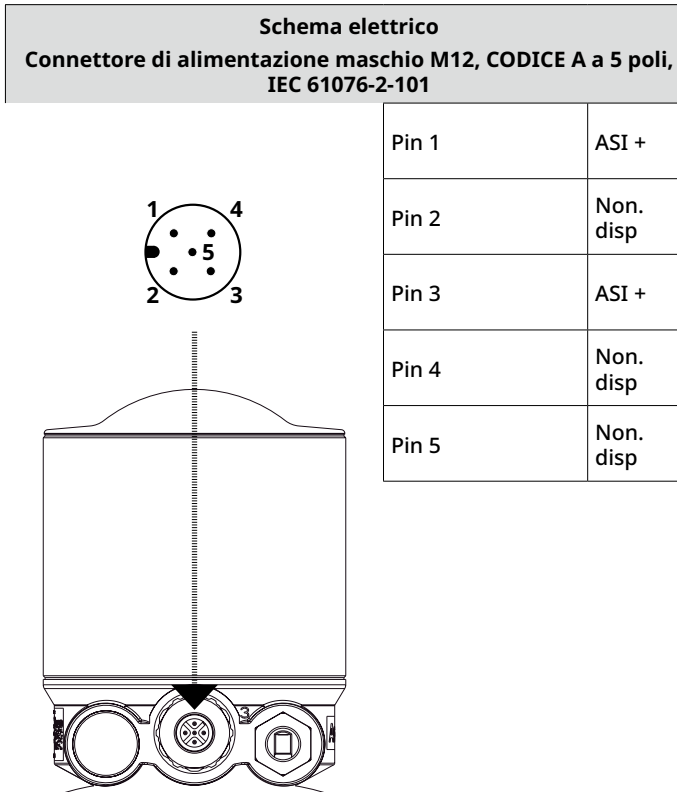 Schema elettrico
Connettore di alimentazione maschio M12, CODICE A a 5 poli,
IEC 61076-2-101
Pin 1 ASI +
Pin 2 Non.
disp
Pin 3 ASI +
Pin 4 Non.
disp
Pin 5 Non.
disp
1 4
5
2 3
3